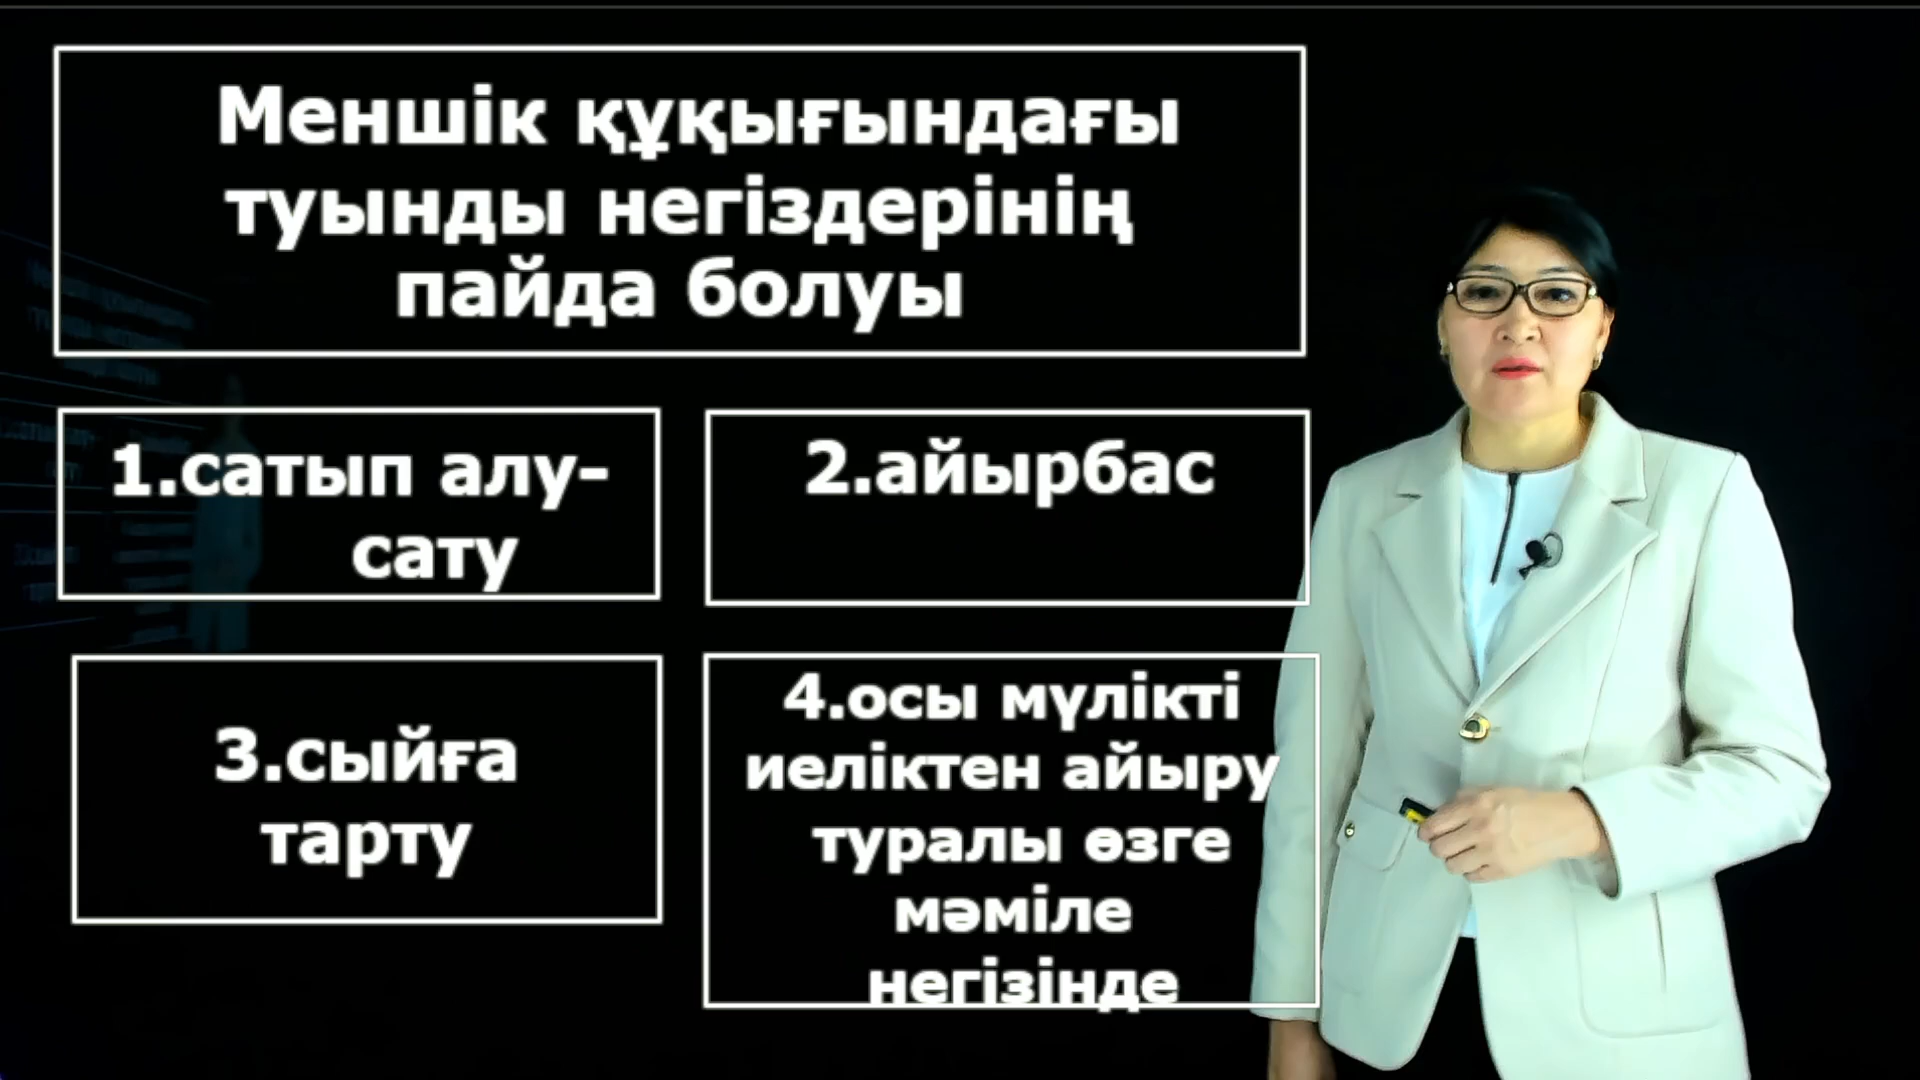 Меншік құқығындағы
туынды негіздерінің
пайда болуы
1.сатып алу-
сату
2.айырбас
3.сыйға
тарту
4.осы мүлікті
иеліктен айыру
туралы өзге
мәміле
негізінде